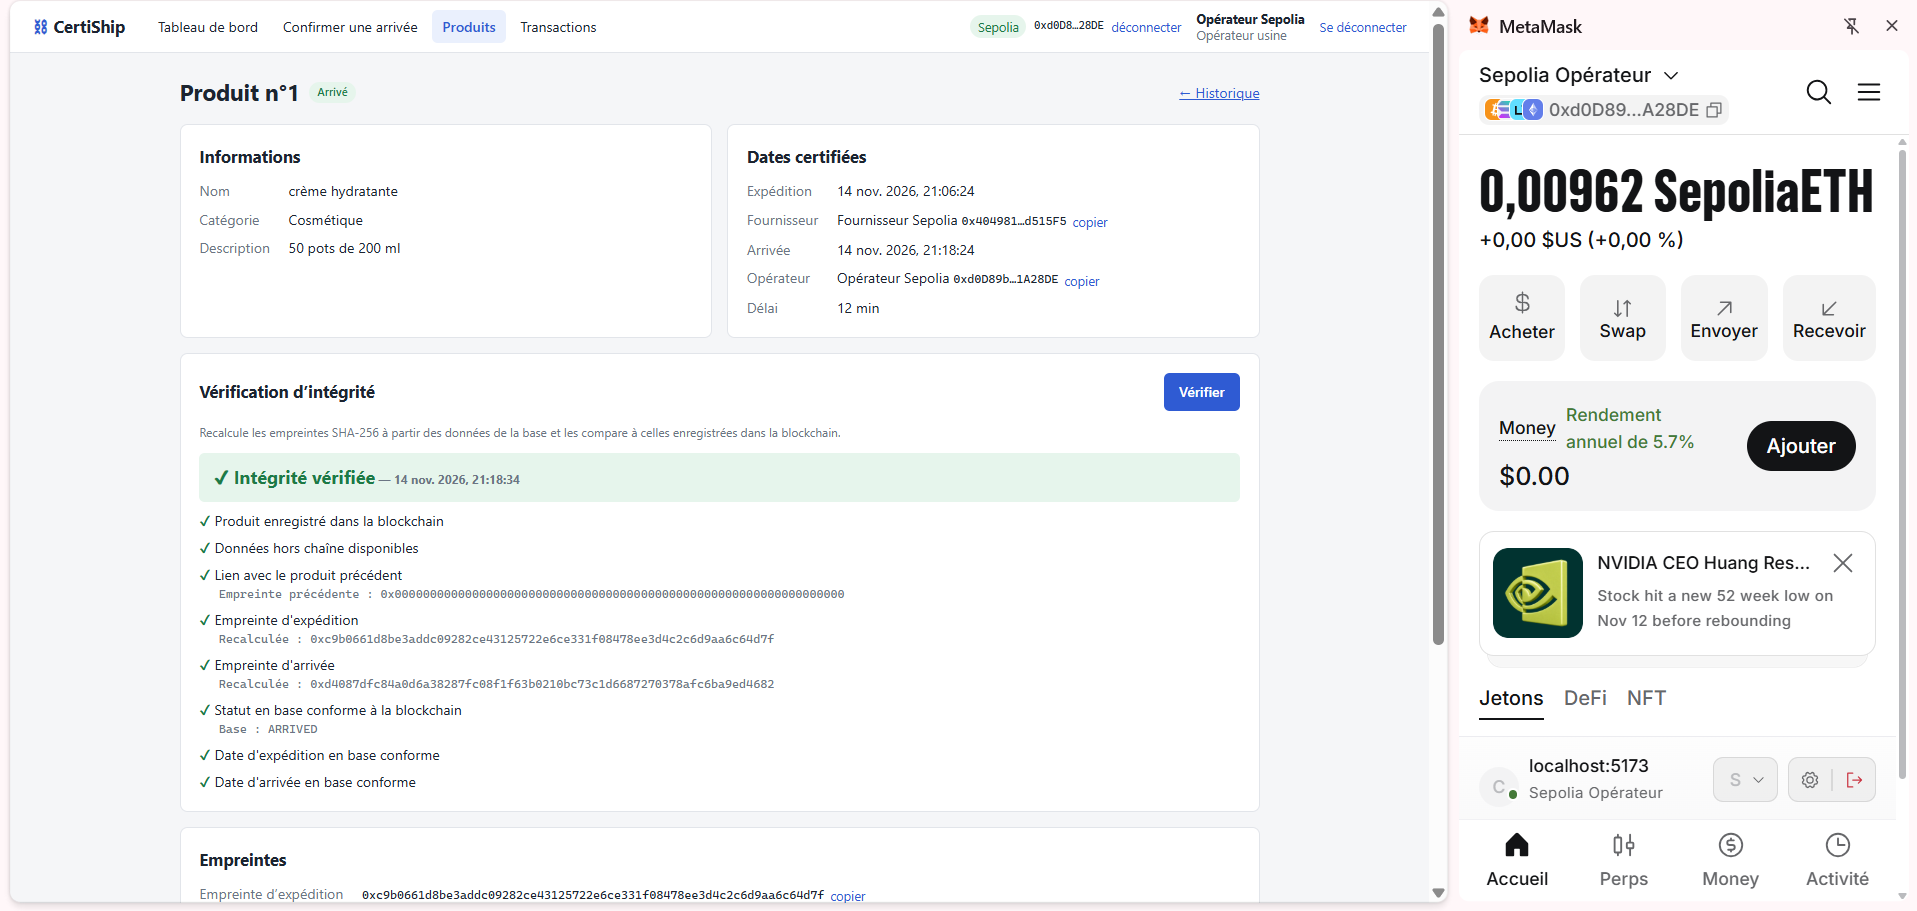 CertiShip
Tableau de bord
Confirmer une arrivée
Produits
Transactions
Sepolia
0xd0D8…28DE
déconnecter
Opérateur Sepolia
Opérateur usine
Se déconnecter
Produit n°1
Arrivé
← Historique
Informations
Nom crème hydratante
Catégorie Cosmétique
Description 50 pots de 200 ml
Dates certifiées
Expédition 14 nov. 2026, 21:06:24
Fournisseur Fournisseur Sepolia 0x404981…d515F5 copier
Arrivée 14 nov. 2026, 21:18:24
Opérateur Opérateur Sepolia 0xd0D89b…1A28DE copier
Délai 12 min
Vérification d’intégrité
Vérifier
Recalcule les empreintes SHA-256 à partir des données de la base et les compare à celles enregistrées dans la blockchain.
✓ Intégrité vérifiée — 14 nov. 2026, 21:18:34
✓ Produit enregistré dans la blockchain
✓ Données hors chaîne disponibles
✓ Lien avec le produit précédent
Empreinte précédente : 0x0000000000000000000000000000000000000000000000000000000000000000
✓ Empreinte d'expédition
Recalculée : 0xc9b0661d8be3addc09282ce43125722e6ce331f08478ee3d4c2c6d9aa6c64d7f
✓ Empreinte d'arrivée
Recalculée : 0xd4087dfc84a0d6a38287fc08f1f63b0210bc73c1d6687270378afc6ba9ed4682
✓ Statut en base conforme à la blockchain
Base : ARRIVED
✓ Date d'expédition en base conforme
✓ Date d'arrivée en base conforme
Empreintes
Empreinte d’expédition 0xc9b0661d8be3addc09282ce43125722e6ce331f08478ee3d4c2c6d9aa6c64d7f copier
MetaMask
Sepolia Opérateur
0xd0D89...A28DE
0,00962 SepoliaETH
+0,00 $US (+0,00 %)
Acheter
Swap
Envoyer
Recevoir
Money
Rendement
annuel de 5.7%
$0.00
Ajouter
NVIDIA CEO Huang Res...
Stock hit a new 52 week low on
Nov 12 before rebounding
Jetons
DeFi
NFT
C
localhost:5173
Sepolia Opérateur
S
Accueil
Perps
Money
Activité